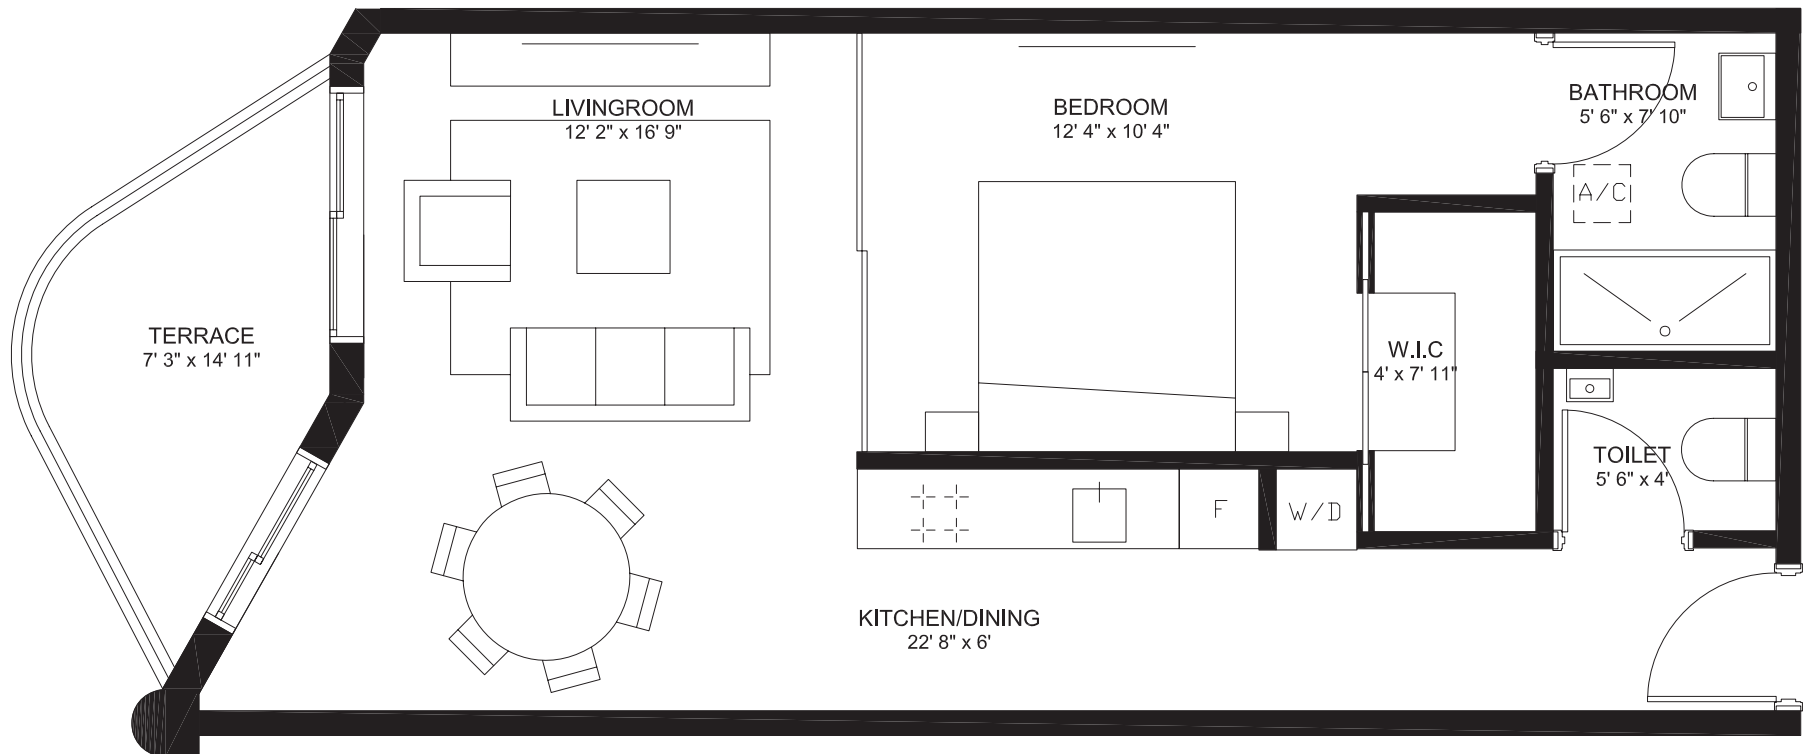 LIVINGROOM
12' 2" x 16' 9"
BEDROOM
12' 4" x 10' 4"
BATHROOM
5' 6" x 7' 10"
A/C
TERRACE
7' 3" x 14' 11"
W.I.C
4' x 7' 11"
TOILET
5' 6" x 4'
F
W/D
KITCHEN/DINING
22' 8" x 6'